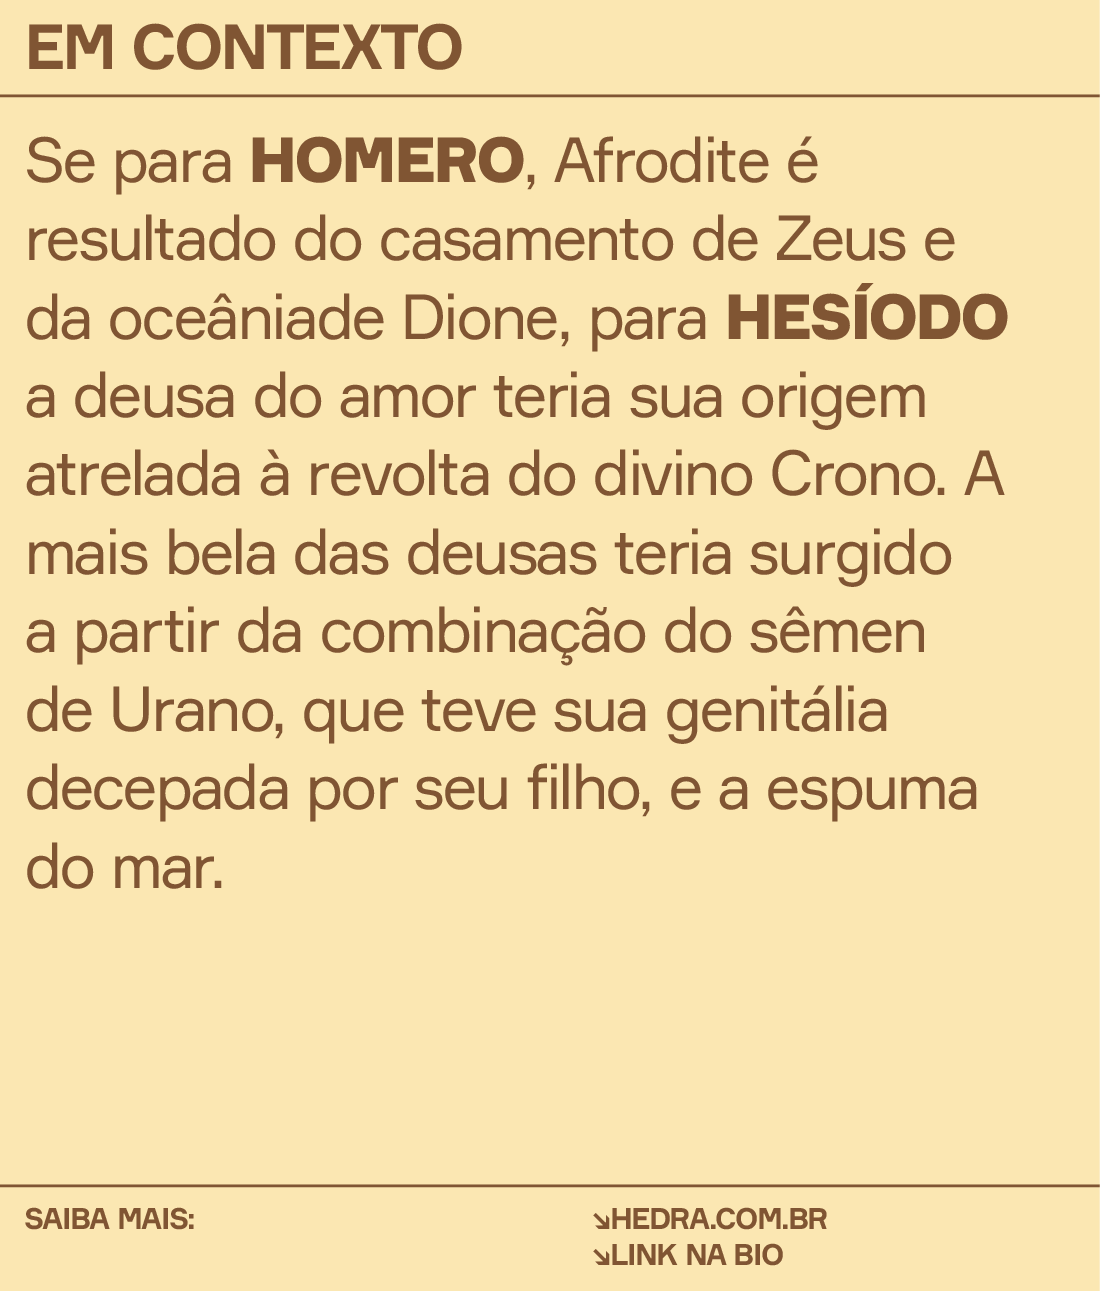 EM CONTEXTO
Se para HOMERO, Afrodite é
resultado do casamento de Zeus e
da oceâniade Dione, para HESÍODO
a deusa do amor teria sua origem
atrelada à revolta do divino Crono. A
mais bela das deusas teria surgido
a partir da combinação do sêmen
de Urano, que teve sua genitália
decepada por seu filho, e a espuma
do mar.
SAIBA MAIS:
↘HEDRA.COM.BR
↘LINK NA BIO